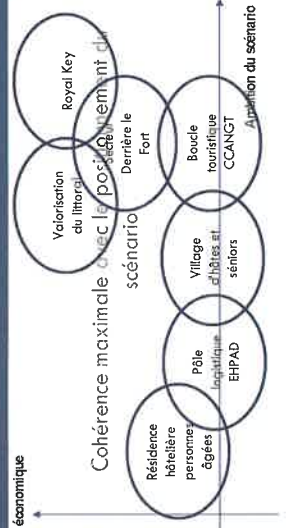 économique
Valorisation
du littoral
Royal Key
Cohérence maximale avec le positionnement du
scénario
Secteur
Derrière le
Fort
Résidence
hôtelière
personnes
âgées
Pôle
logistique
EHPAD
Village
d'hôtes et
séniors
Boucle
touristique
CCANGT
Ambition du scénario